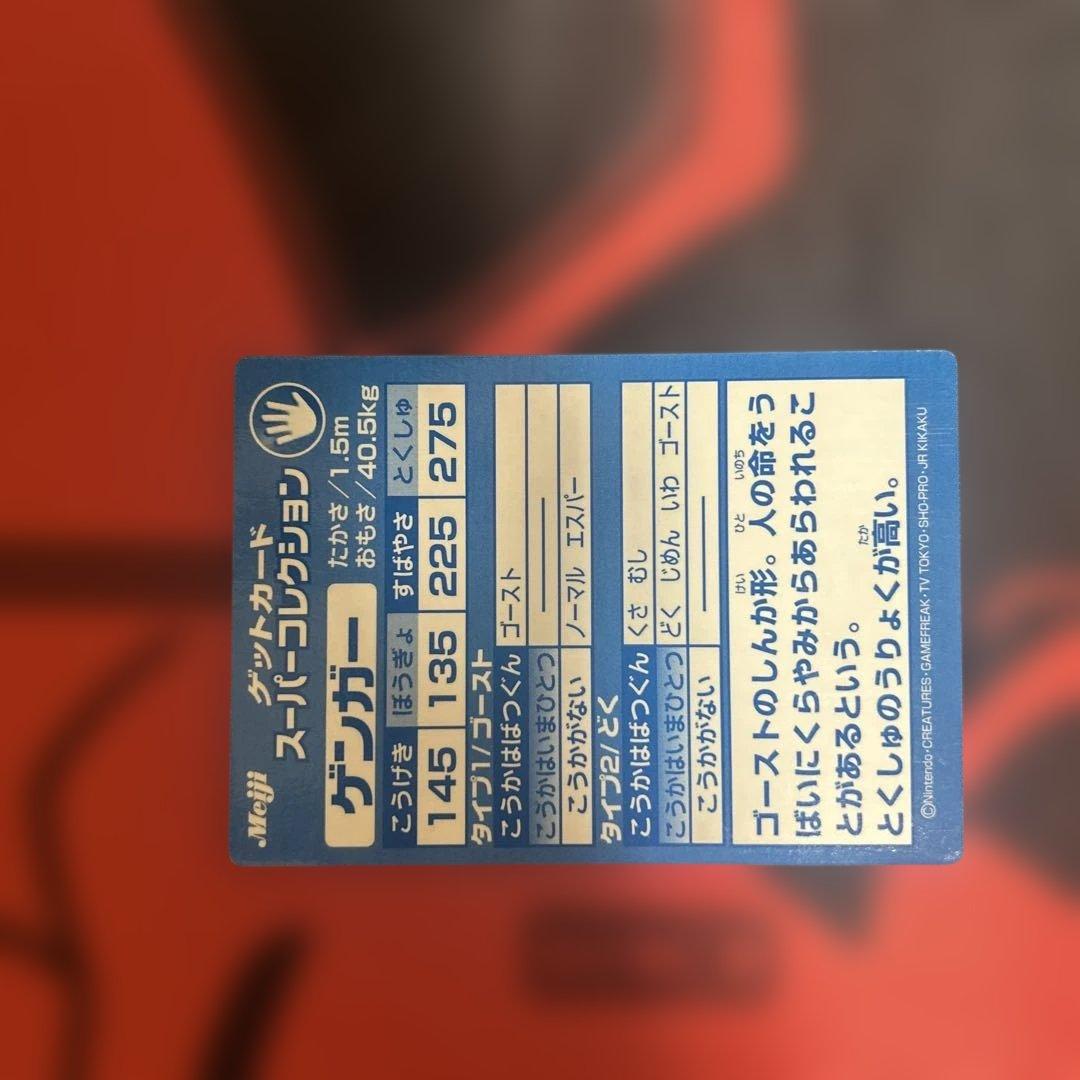 Meiji
ゲットカード
スーパーコレクション
ゲンガー
たかさ/1.5m
おもさ/40.5kg
こうげき ぼうぎょ すばやさ とくしゅ
145 135 225 275
タイプ1/ゴースト
こうかはばつぐん ゴースト
こうかはいまひとつ ———
こうかがない ノーマル エスパー
タイプ2/どく
こうかはばつぐん くさ むし
こうかはいまひとつ どく じめん いわ ゴースト
こうかがない ———
ゴーストのしんか形。人の命をう
ばいにくらやみからあらわれるこ
とがあるという。
とくしゅのうりょくが高い。
©Nintendo・CREATURES・GAMEFREAK・TV TOKYO・SHO-PRO・JR KIKAKU